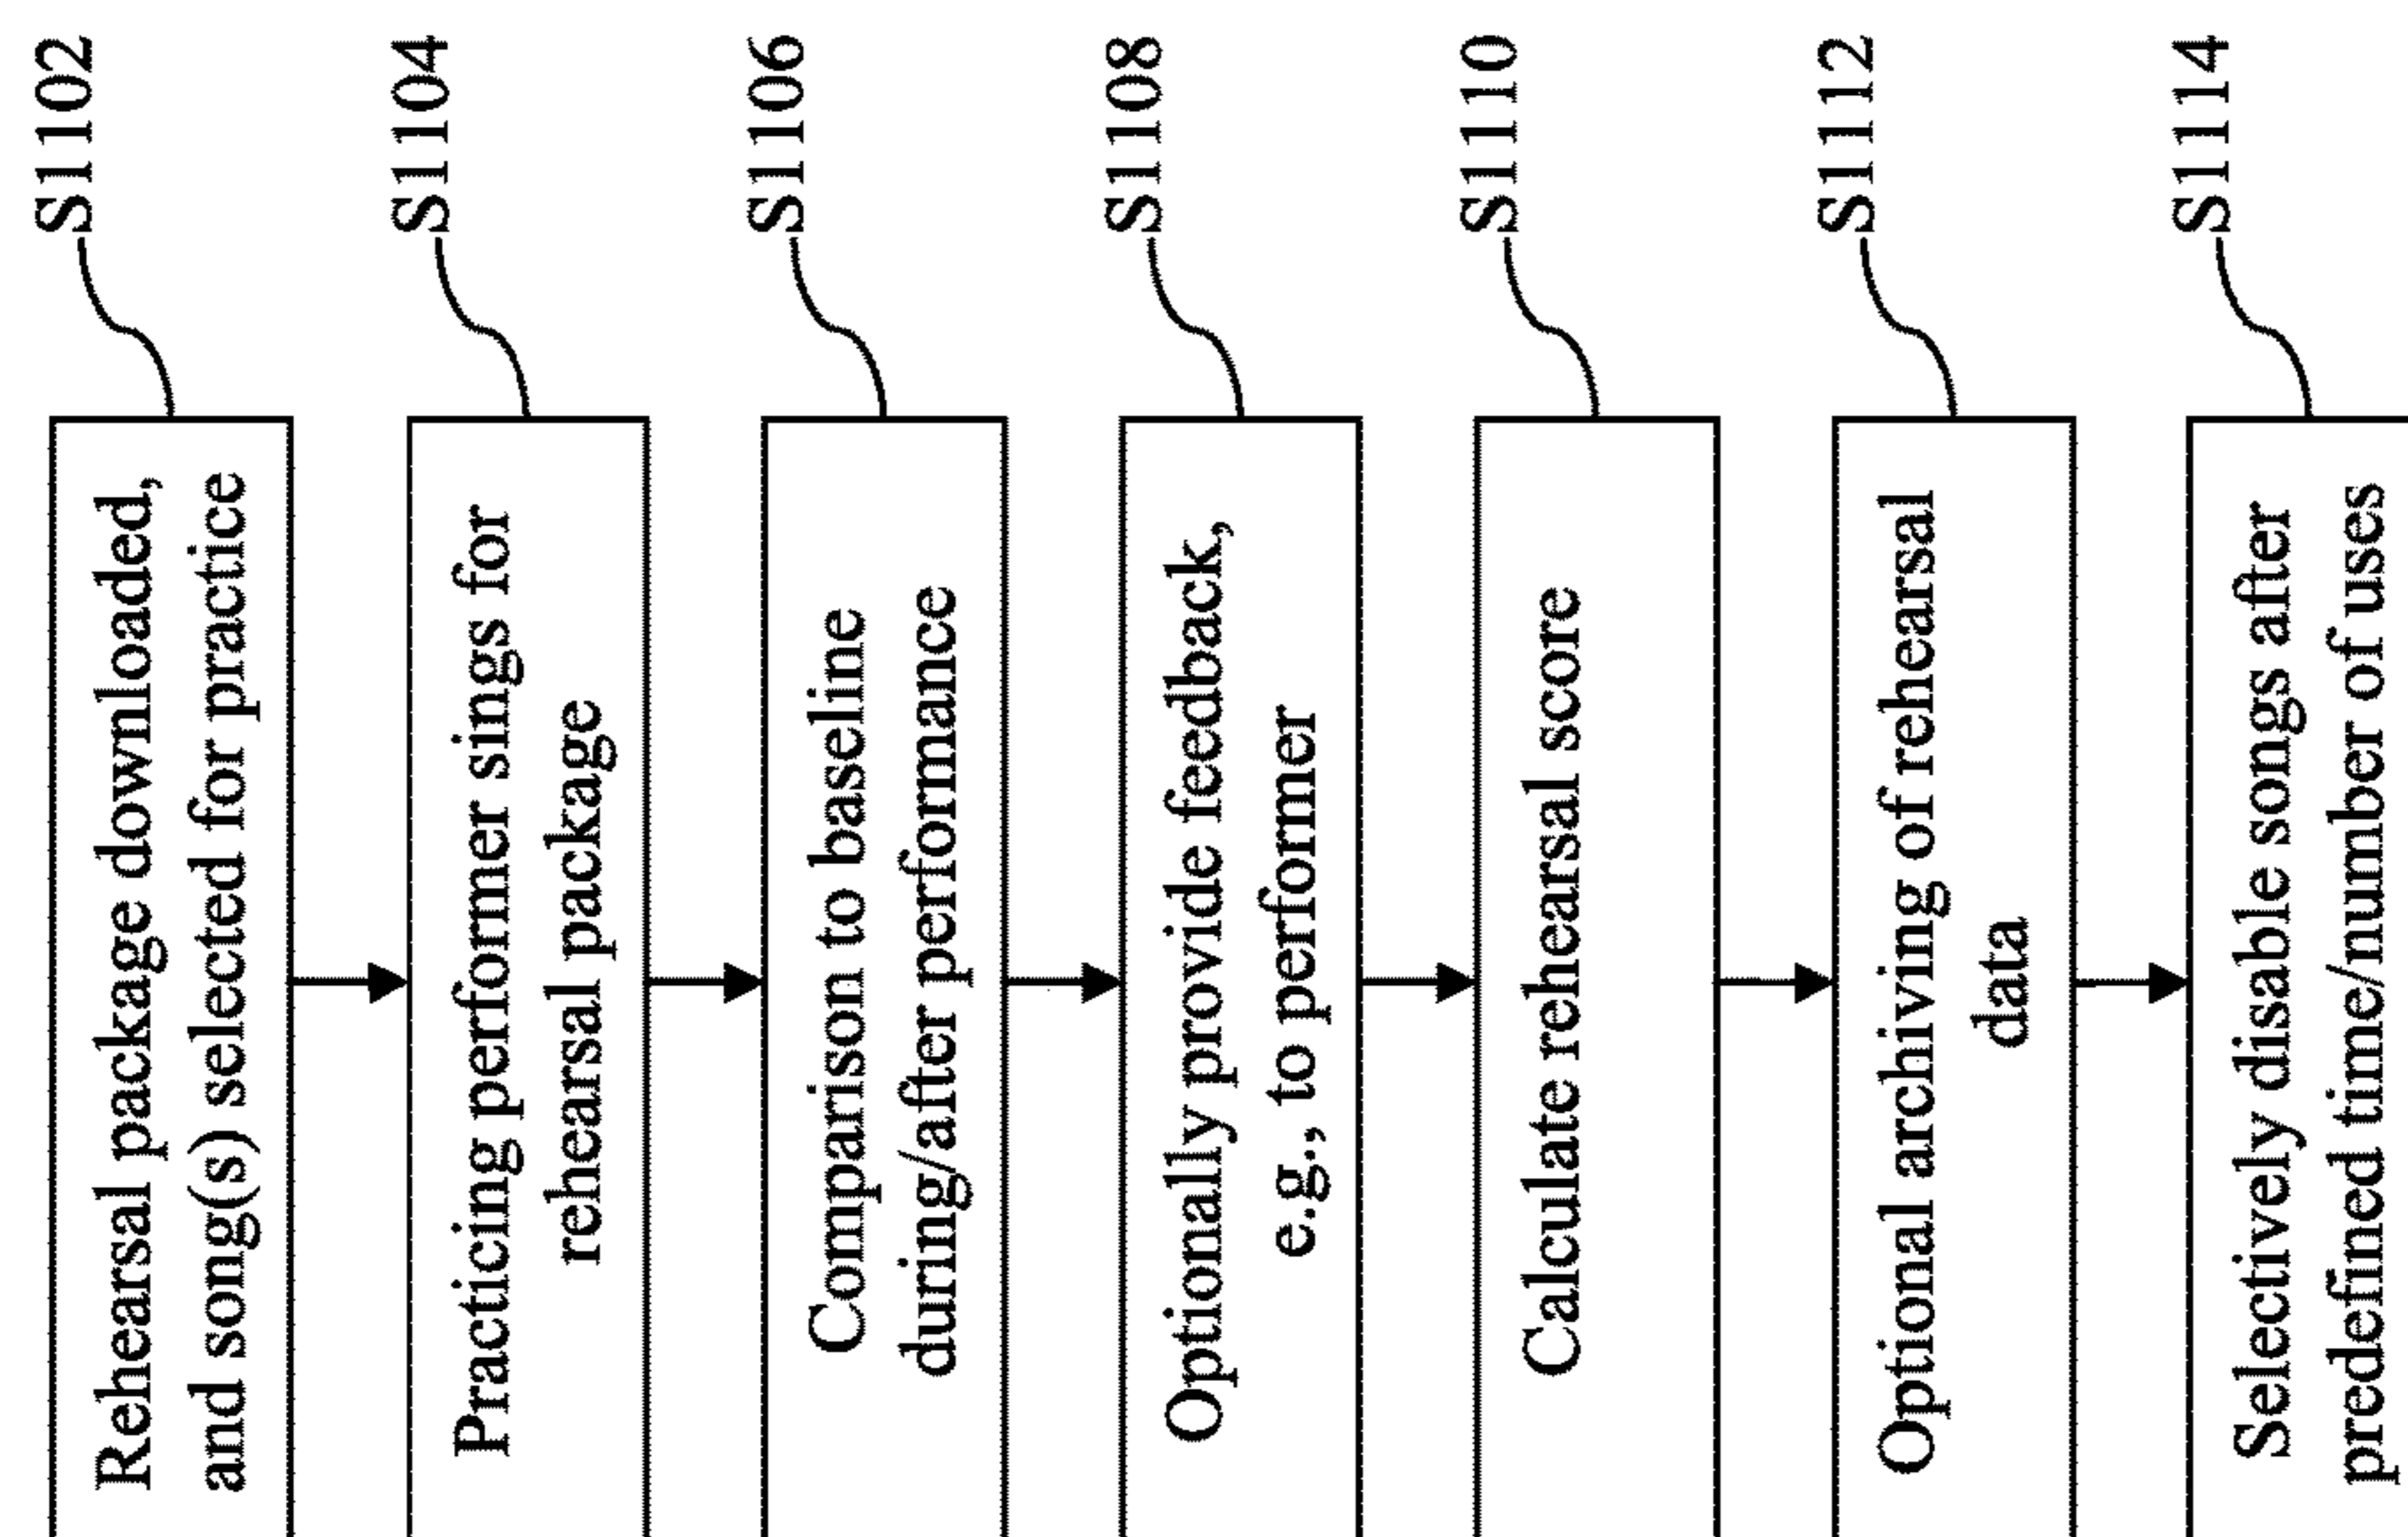 Rehearsal package downloaded,
and song(s) selected for practice
S1102
Practicing performer sings for
rehearsal package
S1104
Comparison to baseline
during/after performance
S1106
Optionally provide feedback,
e.g., to performer
S1108
Calculate rehearsal score
S1110
Optional archiving of rehearsal
data
S1112
Selectively disable songs after
predefined time/number of uses
S1114